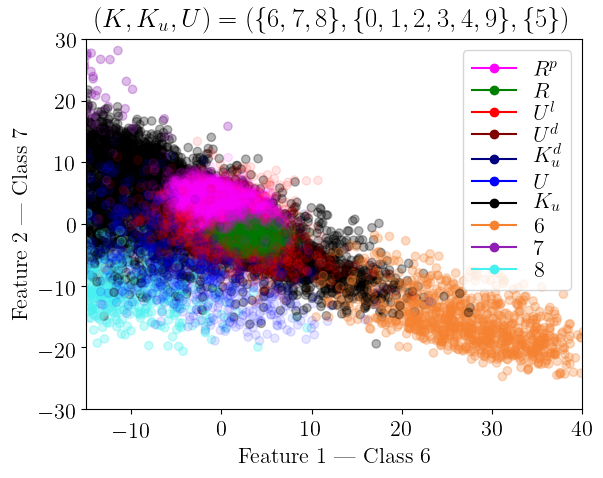 (K, K_u, U) = ({6, 7, 8}, {0, 1, 2, 3, 4, 9}, {5})
30
20
10
0
−10
−20
−30
Feature 2 — Class 7
R^p
R
U^l
U^d
K_u^d
U
K_u
6
7
8
−10
0
10
20
30
40
Feature 1 — Class 6